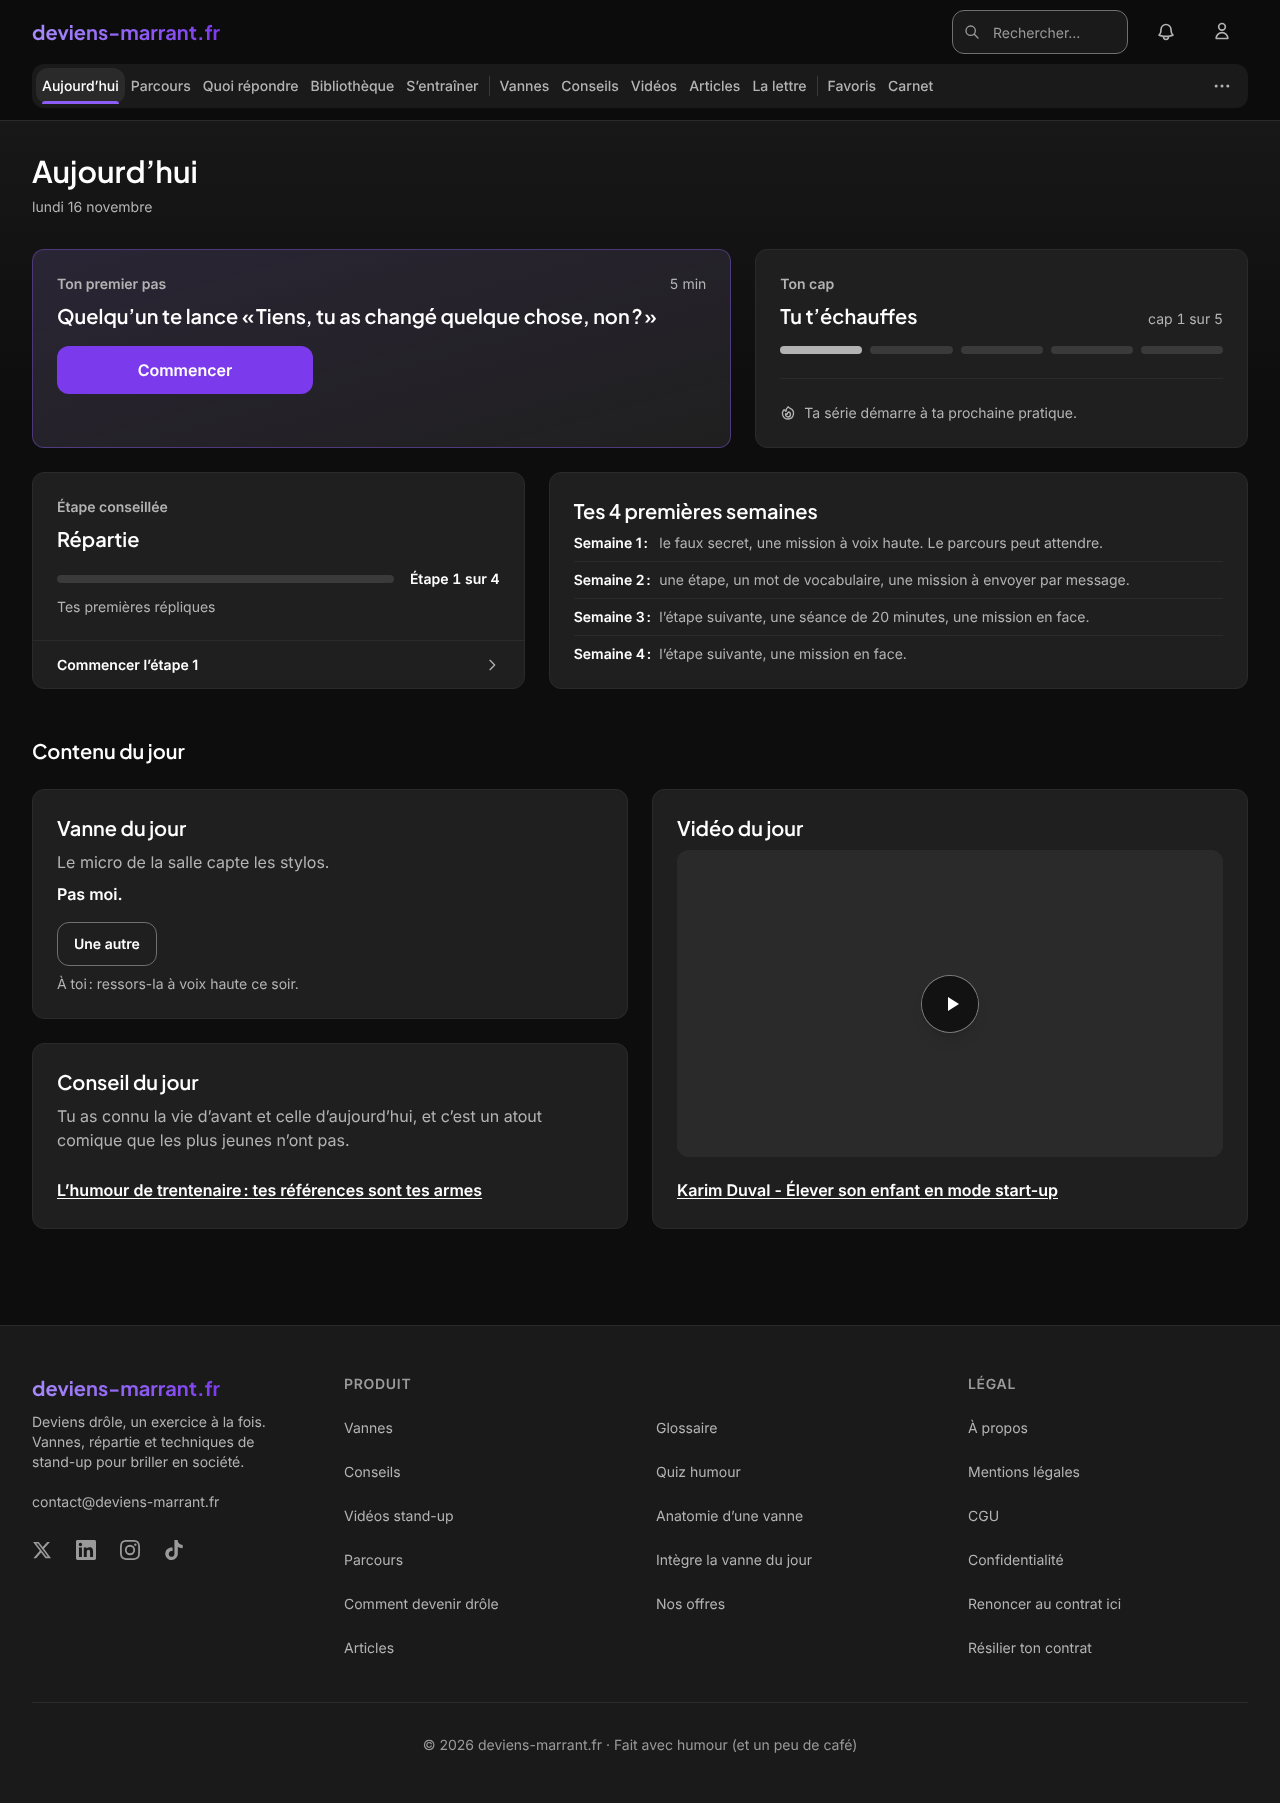 deviens-marrant.fr
Rechercher...
Aujourd’hui Parcours Quoi répondre Bibliothèque S’entraîner Vannes Conseils Vidéos Articles La lettre Favoris Carnet
Aujourd’hui
lundi 16 novembre
Ton premier pas 5 min
Quelqu’un te lance « Tiens, tu as changé quelque chose, non ? »
Commencer
Ton cap
Tu t’échauffes cap 1 sur 5
Ta série démarre à ta prochaine pratique.
Étape conseillée
Répartie
Étape 1 sur 4
Tes premières répliques
Commencer l’étape 1
Tes 4 premières semaines
Semaine 1 : le faux secret, une mission à voix haute. Le parcours peut attendre.
Semaine 2 : une étape, un mot de vocabulaire, une mission à envoyer par message.
Semaine 3 : l’étape suivante, une séance de 20 minutes, une mission en face.
Semaine 4 : l’étape suivante, une mission en face.
Contenu du jour
Vanne du jour
Le micro de la salle capte les stylos.
Pas moi.
Une autre
À toi : ressors-la à voix haute ce soir.
Conseil du jour
Tu as connu la vie d’avant et celle d’aujourd’hui, et c’est un atout
comique que les plus jeunes n’ont pas.
L’humour de trentenaire : tes références sont tes armes
Vidéo du jour
Karim Duval - Élever son enfant en mode start-up
deviens-marrant.fr
Deviens drôle, un exercice à la fois.
Vannes, répartie et techniques de
stand-up pour briller en société.
contact@deviens-marrant.fr
PRODUIT
Vannes
Conseils
Vidéos stand-up
Parcours
Comment devenir drôle
Articles
Glossaire
Quiz humour
Anatomie d’une vanne
Intègre la vanne du jour
Nos offres
LÉGAL
À propos
Mentions légales
CGU
Confidentialité
Renoncer au contrat ici
Résilier ton contrat
© 2026 deviens-marrant.fr · Fait avec humour (et un peu de café)